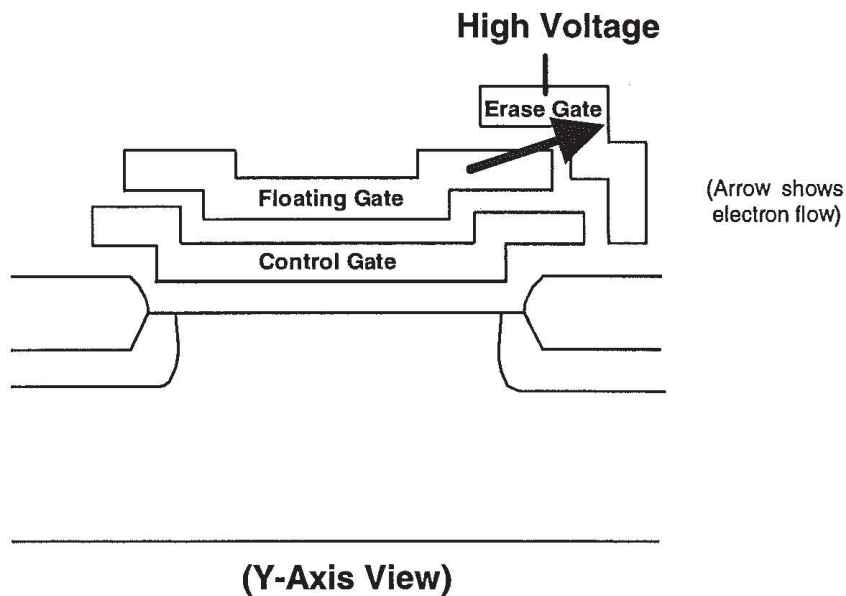 High Voltage
Erase Gate
Floating Gate
(Arrow shows
electron flow)
Control Gate
(Y-Axis View)